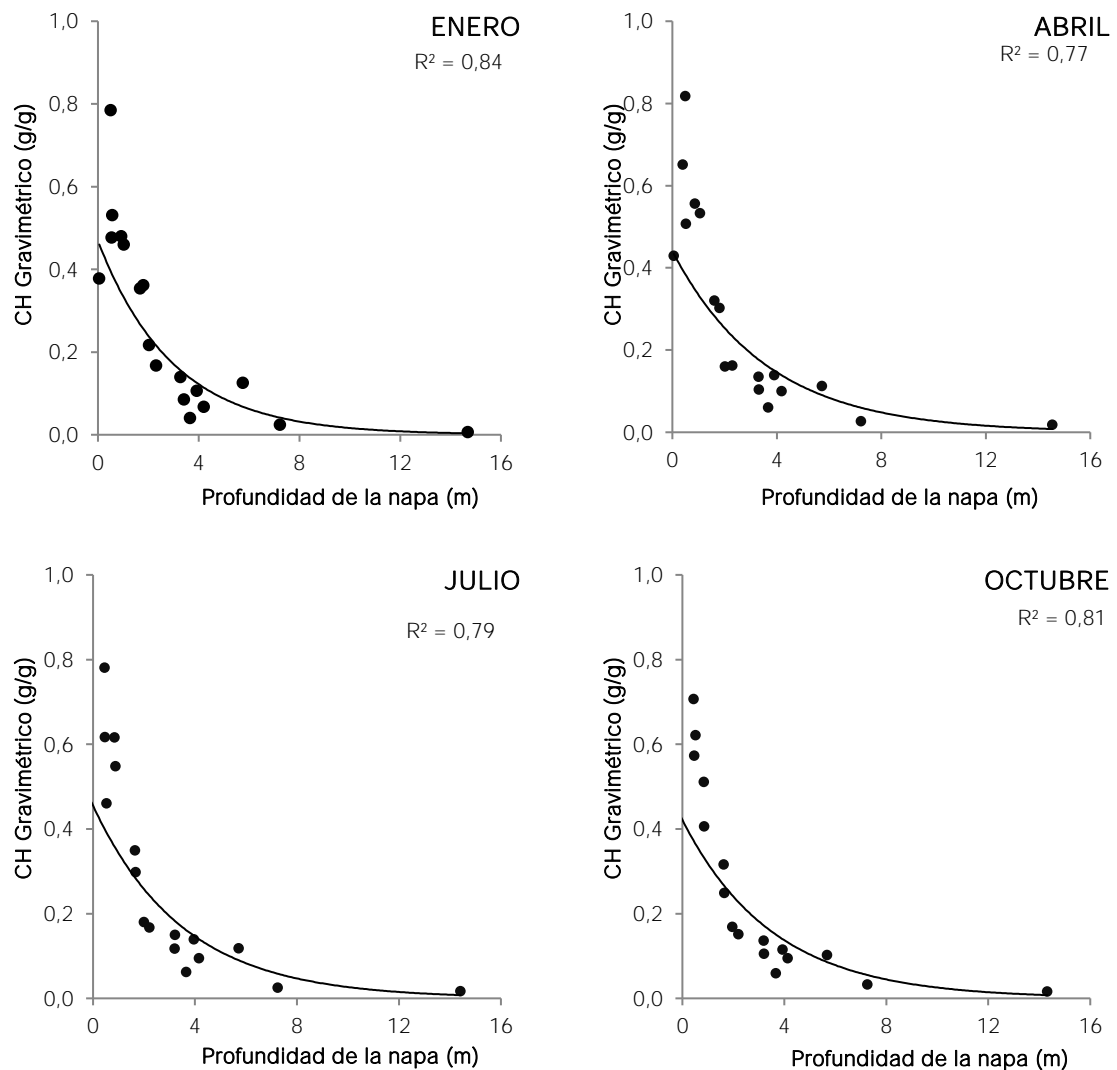 ENERO
R² = 0,84
CH Gravimétrico (g/g)
1,0
0,8
0,6
0,4
0,2
0,0
0 4 8 12 16
Profundidad de la napa (m)
ABRIL
R² = 0,77
CH Gravimétrico (g/g)
1,0
0,8
0,6
0,4
0,2
0,0
0 4 8 12 16
Profundidad de la napa (m)
JULIO
R² = 0,79
CH Gravimétrico (g/g)
1,0
0,8
0,6
0,4
0,2
0,0
0 4 8 12 16
Profundidad de la napa (m)
OCTUBRE
R² = 0,81
CH Gravimétrico (g/g)
1,0
0,8
0,6
0,4
0,2
0,0
0 4 8 12 16
Profundidad de la napa (m)